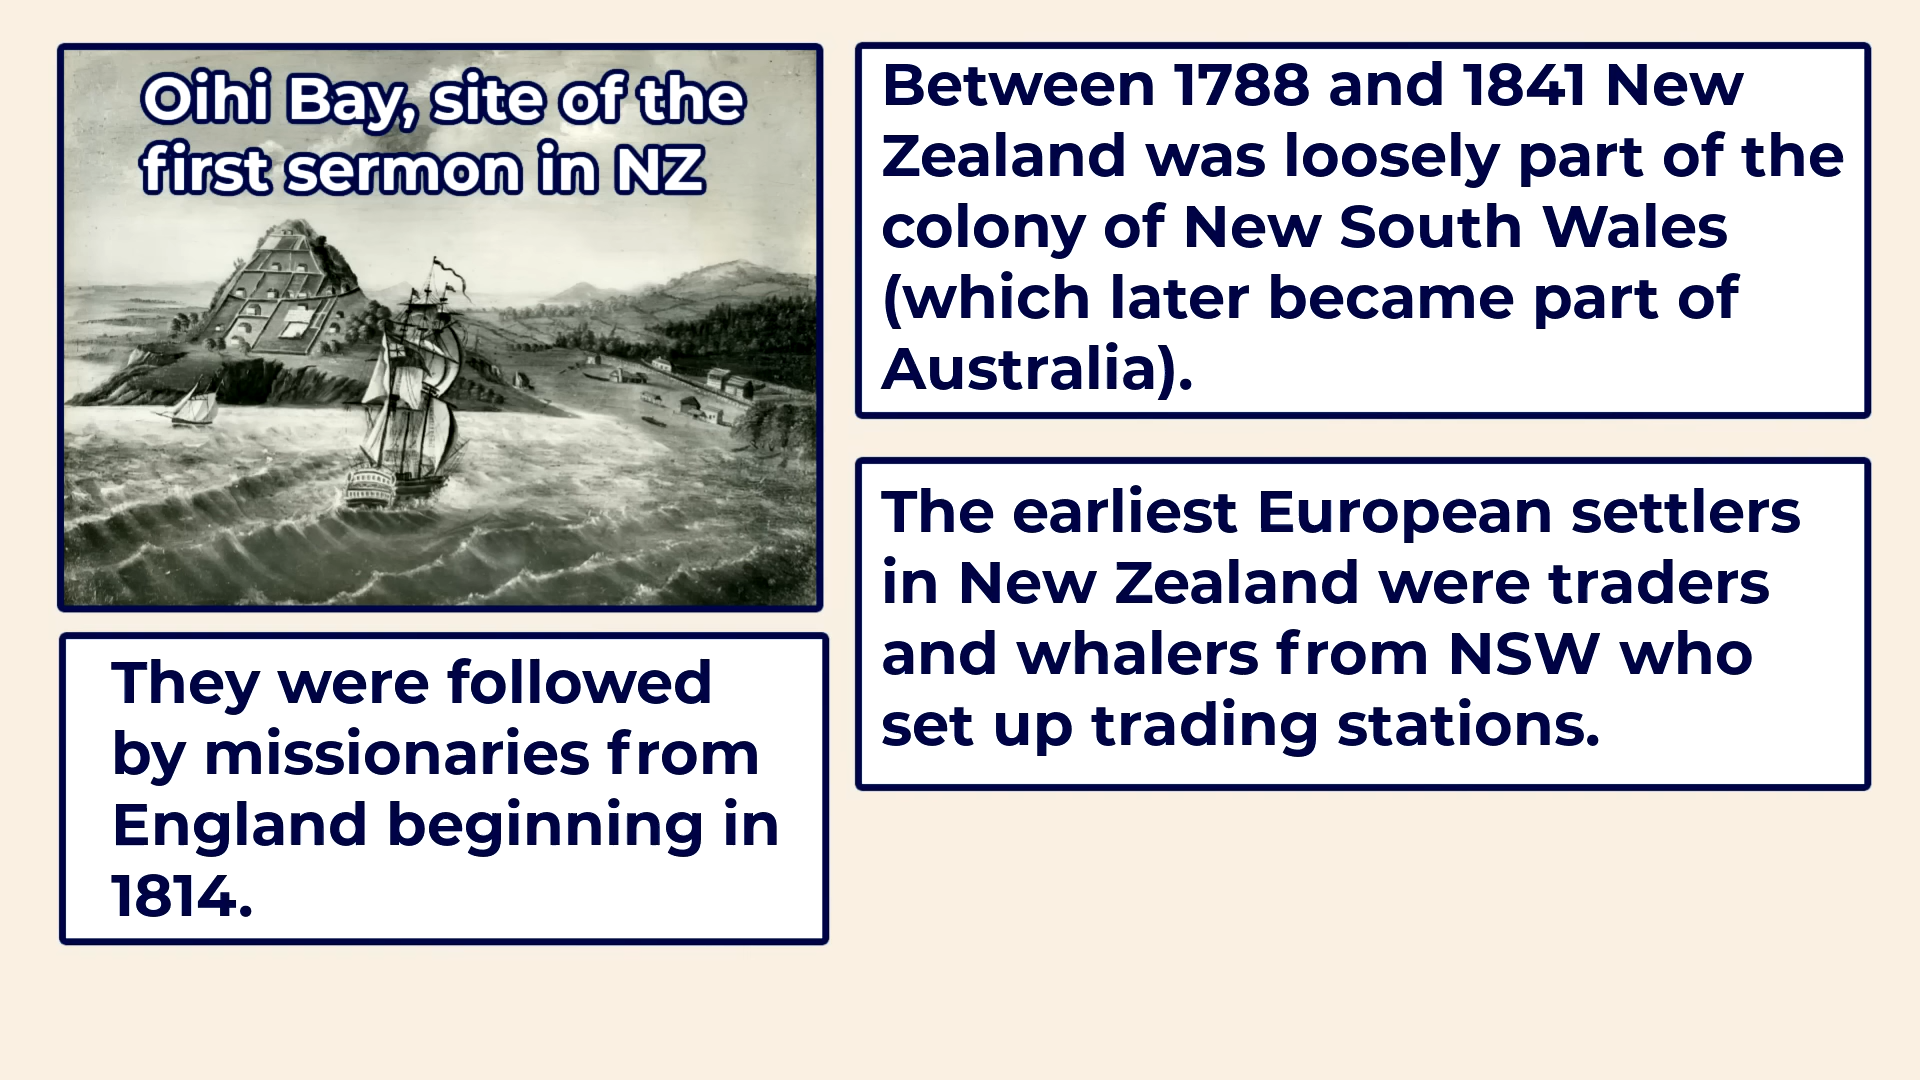 Oihi Bay, site of the
first sermon in NZ
Between 1788 and 1841 New
Zealand was loosely part of the
colony of New South Wales
(which later became part of
Australia).
The earliest European settlers
in New Zealand were traders
and whalers from NSW who
set up trading stations.
They were followed
by missionaries from
England beginning in
1814.